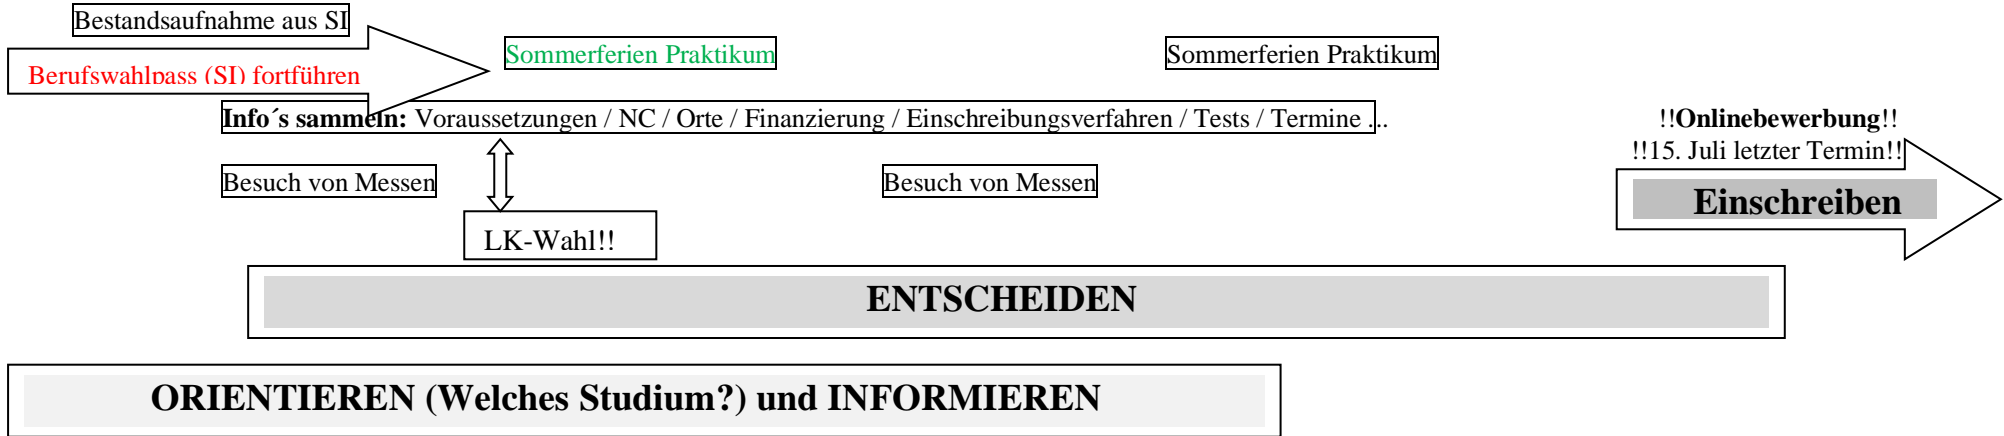 Bestandsaufnahme aus SI
Sommerferien Praktikum
Sommerferien Praktikum
Berufswahlpass (SI) fortführen
Info´s sammeln: Voraussetzungen / NC / Orte / Finanzierung / Einschreibungsverfahren / Tests / Termine ...
!!Onlinebewerbung!!
!!15. Juli letzter Termin!!
Besuch von Messen
Besuch von Messen
Einschreiben
LK-Wahl!!
ENTSCHEIDEN
ORIENTIEREN (Welches Studium?) und INFORMIEREN